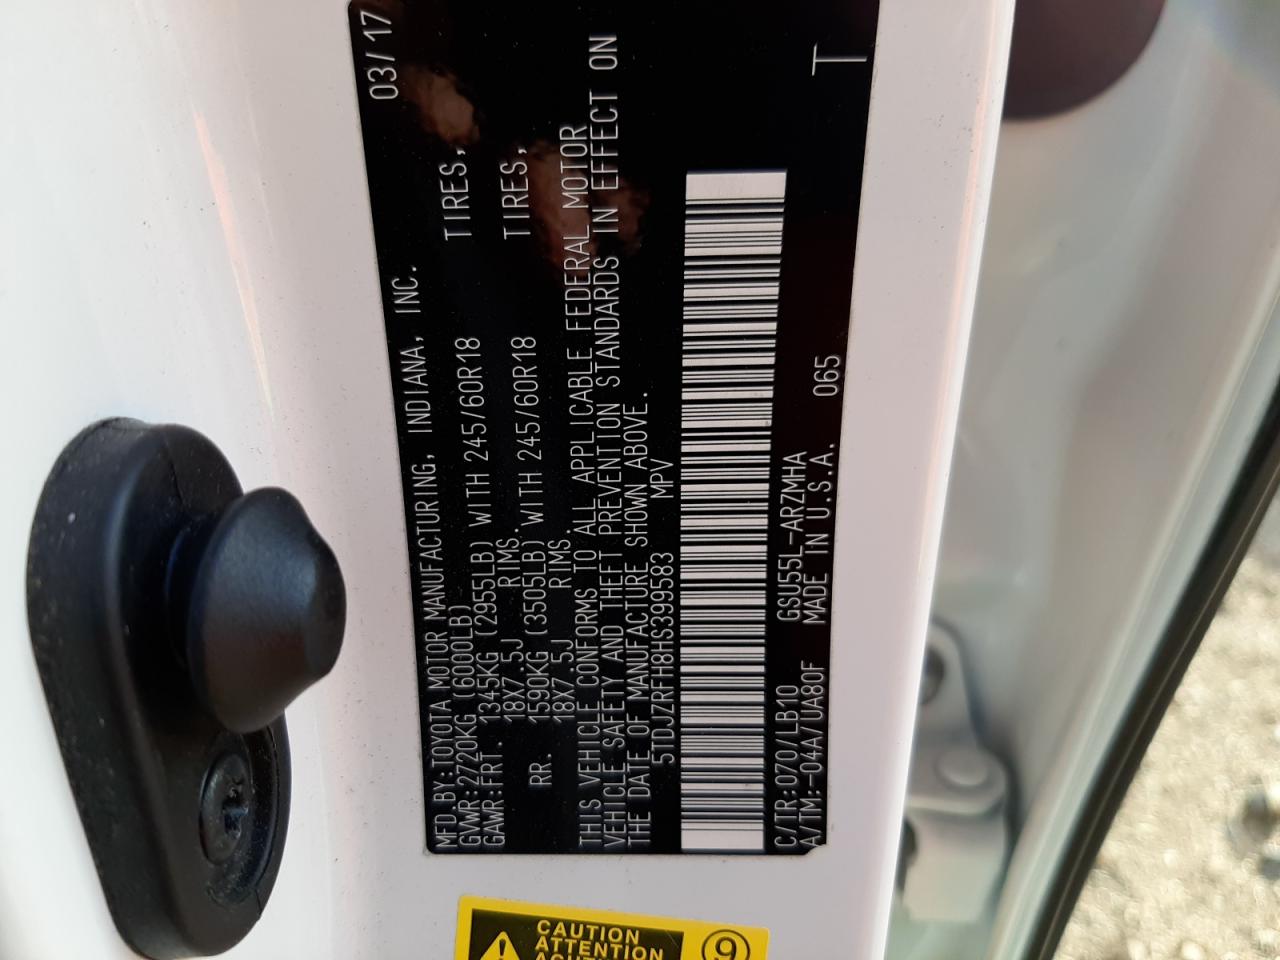 MFD.BY:TOYOTA MOTOR MANUFACTURING, INDIANA, INC. 03/17
GVWR:2720KG (6000LB)
GAWR:FRT. 1345KG (2955LB) WITH 245/60R18 TIRES,
18X7.5J RIMS.
RR. 1590KG (3505LB) WITH 245/60R18 TIRES,
18X7.5J RIMS.
THIS VEHICLE CONFORMS TO ALL APPLICABLE FEDERAL MOTOR
VEHICLE SAFETY AND THEFT PREVENTION STANDARDS IN EFFECT ON
THE DATE OF MANUFACTURE SHOWN ABOVE.
5TDJZRFH8HS399583 MPV
C/TR:070/LB10 GSU55L-ARZMHA
A/TM:-04A/UA80F MADE IN U.S.A. 065 T
CAUTION
ATTENTION
9